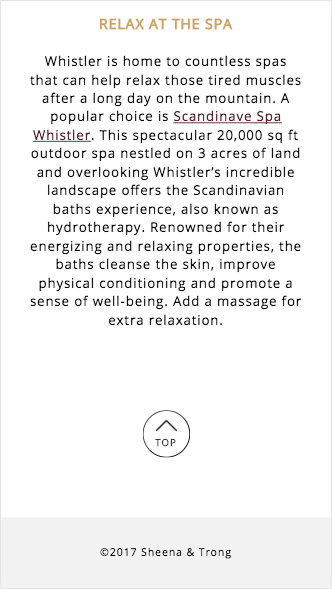 RELAX AT THE SPA
Whistler is home to countless spas
that can help relax those tired muscles
after a long day on the mountain. A
popular choice is Scandinave Spa
Whistler. This spectacular 20,000 sq ft
outdoor spa nestled on 3 acres of land
and overlooking Whistler’s incredible
landscape offers the Scandinavian
baths experience, also known as
hydrotherapy. Renowned for their
energizing and relaxing properties, the
baths cleanse the skin, improve
physical conditioning and promote a
sense of well-being. Add a massage for
extra relaxation.
TOP
©2017 Sheena & Trong